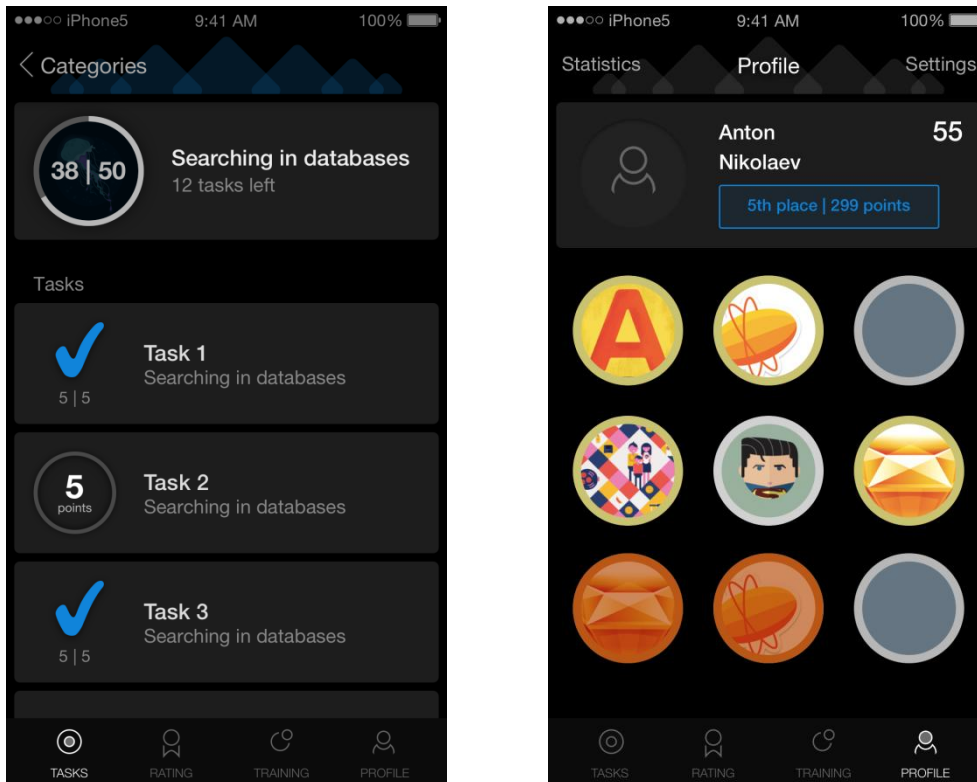 iPhone5 9:41 AM 100%
Categories
38 | 50
Searching in databases
12 tasks left
Tasks
Task 1
Searching in databases
5 | 5
5
points
Task 2
Searching in databases
Task 3
Searching in databases
5 | 5
TASKS RATING TRAINING PROFILE
iPhone5 9:41 AM 100%
Statistics Profile Settings
Anton
Nikolaev
55
5th place | 299 points
A
TASKS RATING TRAINING PROFILE